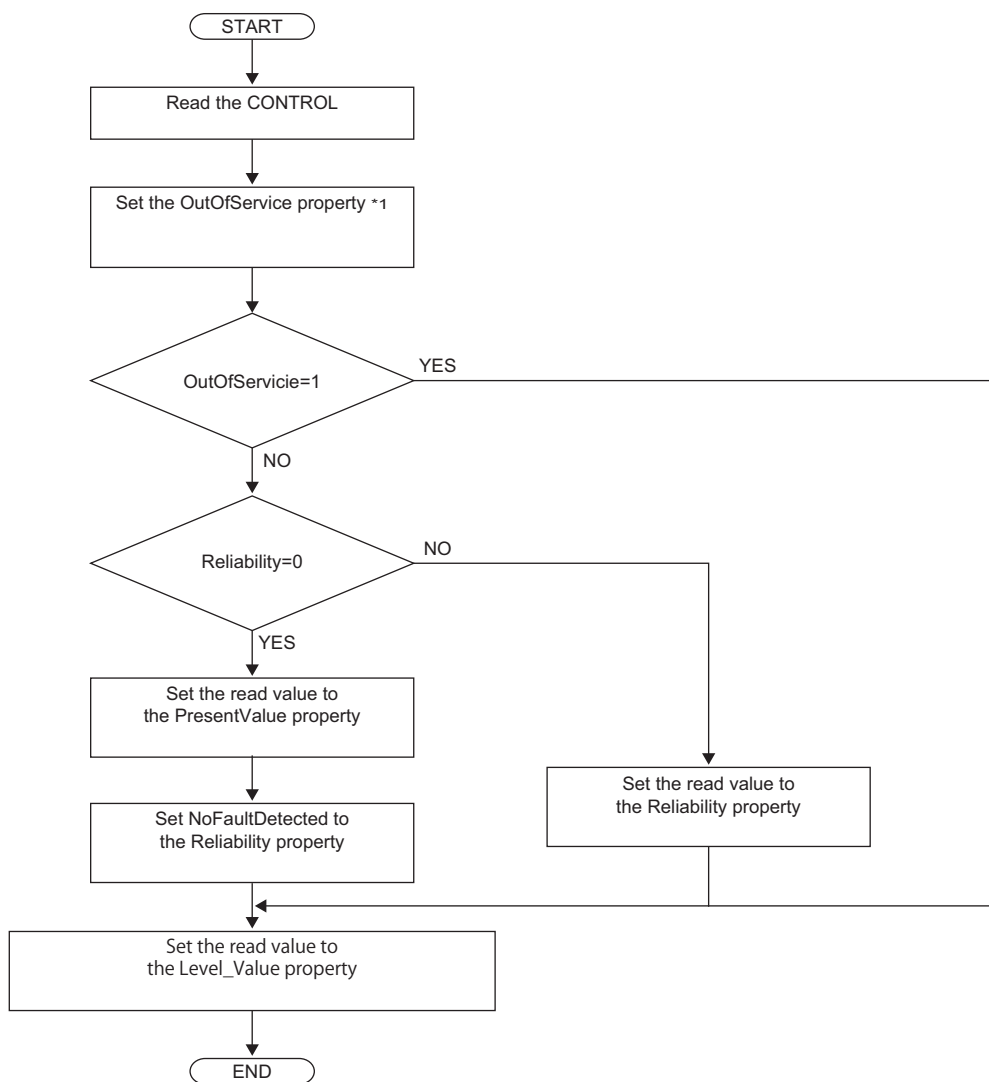 START
Read the CONTROL
Set the OutOfService property *1
OutOfServicie=1
YES
NO
Reliability=0
NO
YES
Set the read value to
the PresentValue property
Set the read value to
the Reliability property
Set NoFaultDetected to
the Reliability property
Set the read value to
the Level_Value property
END